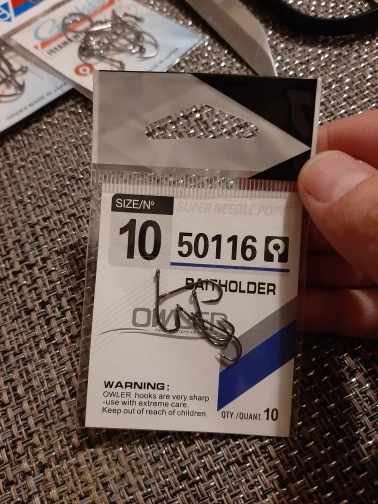 SIZE/Nº
SUPER NEEDLE POINT
10
50116
BAITHOLDER
OWLER
WARNING:
OWLER hooks are very sharp
-use with extreme care.
Keep out of reach of children.
QTY./QUANT. 10